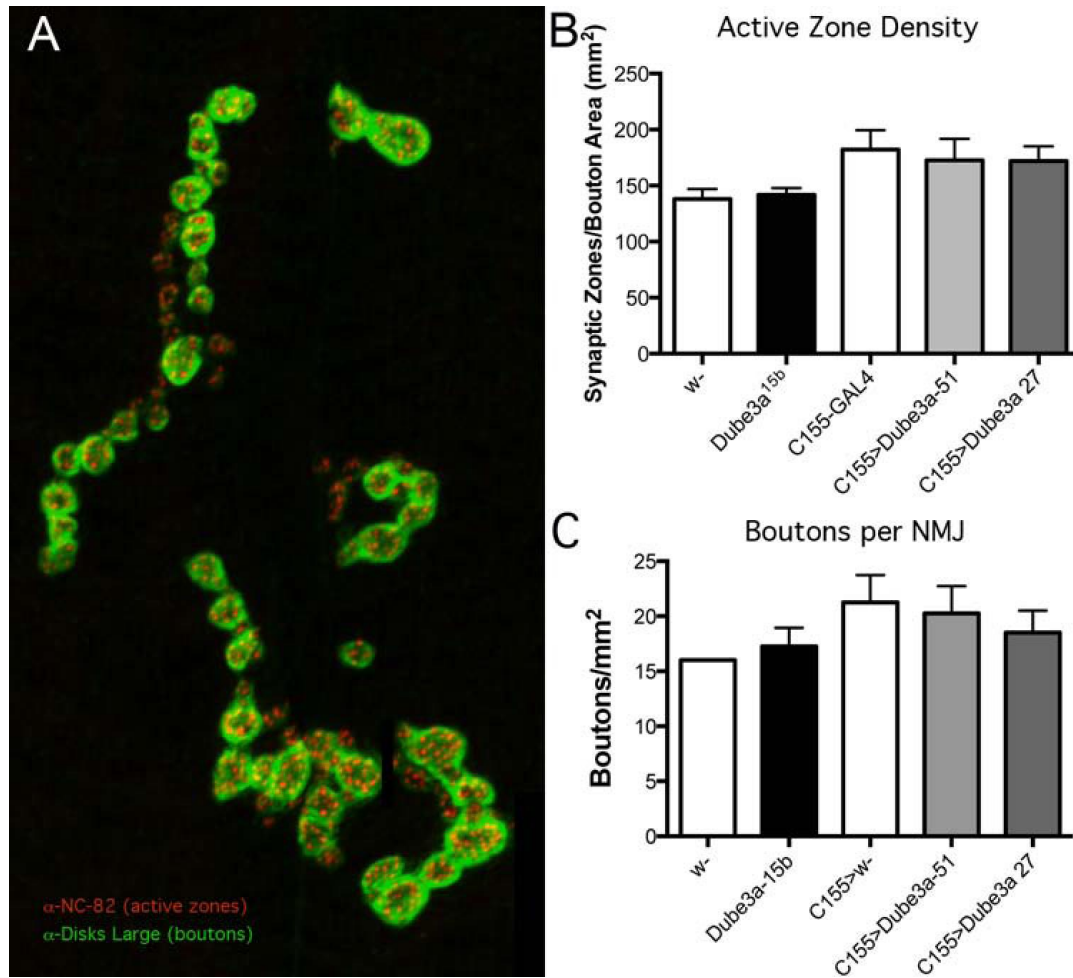 A
α-NC-82 (active zones)
α-Disks Large (boutons)
B
Active Zone Density
Synaptic Zones/Bouton Area (mm²)
250
200
150
100
50
0
w-
Dube3a¹⁵ᵇ
C155-GAL4
C155>Dube3a-51
C155>Dube3a 27
C
Boutons per NMJ
Boutons/mm²
25
20
15
10
5
0
w-
Dube3a-15b
C155>w-
C155>Dube3a-51
C155>Dube3a 27